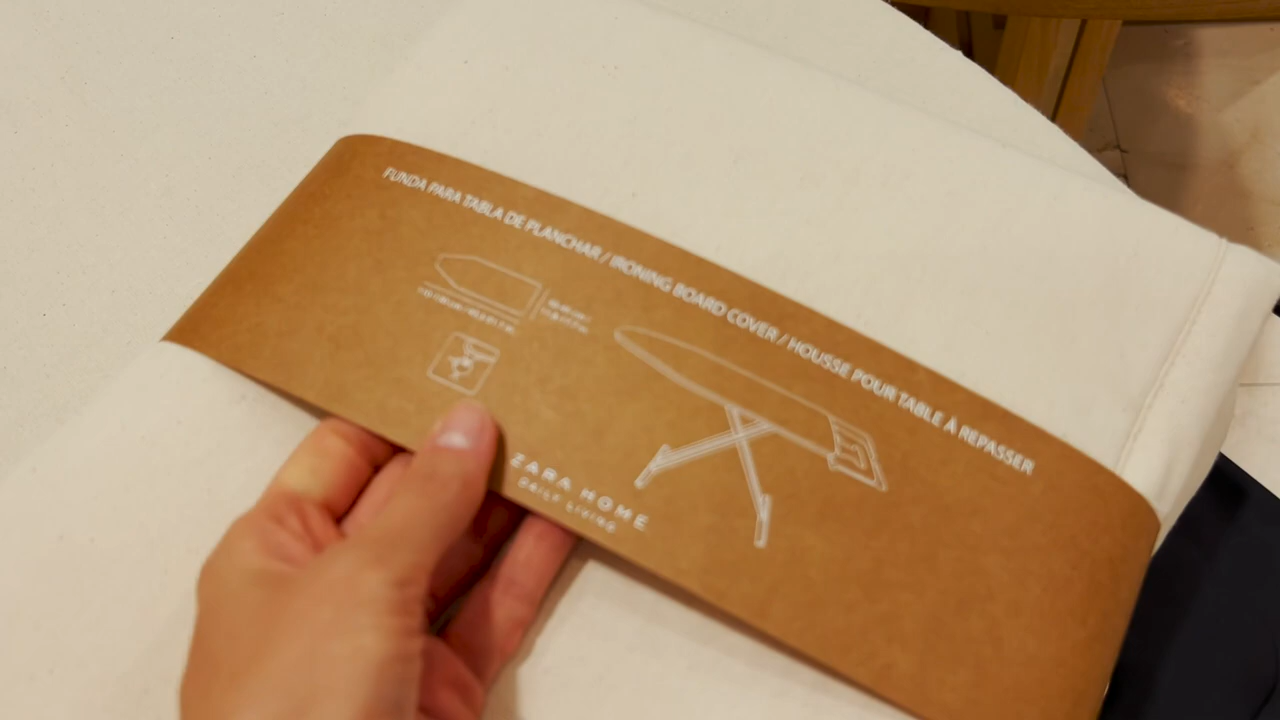 FUNDA PARA TABLA DE PLANCHAR / IRONING BOARD COVER / HOUSSE POUR TABLE À REPASSER
ZARA HOME
DAILY LIVING